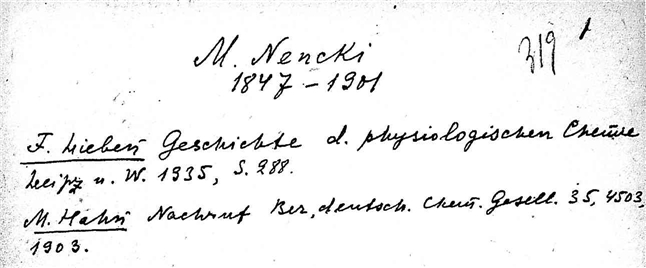 M. Nencki 319 1
1847 – 1901
F. Lieben Geschichte d. physiologischen Chemie
Leipz u. W. 1935, S. 288.
M. Hahn Nachruf Ber. deutsch. Chem. Gesell. 35, 4503,
1903.